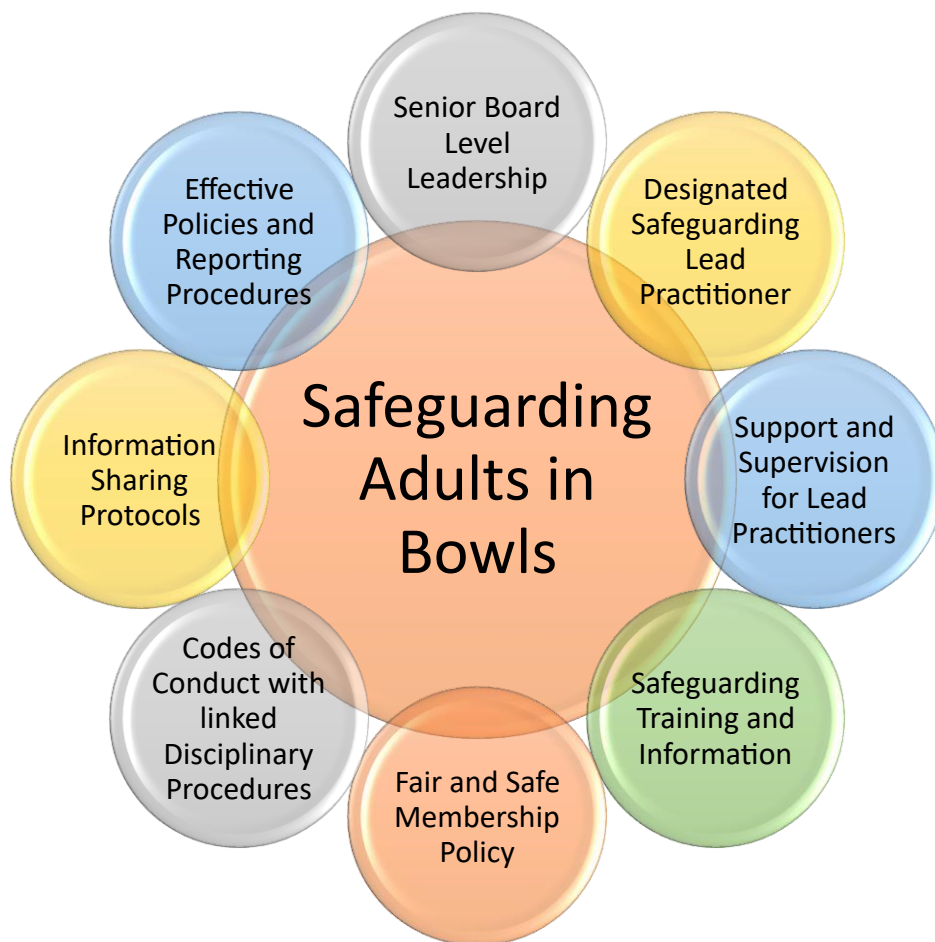 Senior Board
Level
Leadership
Designated
Safeguarding
Lead
Practitioner
Support and
Supervision
for Lead
Practitioners
Safeguarding
Training and
Information
Fair and Safe
Membership
Policy
Codes of
Conduct with
linked
Disciplinary
Procedures
Information
Sharing
Protocols
Effective
Policies and
Reporting
Procedures
Safeguarding
Adults in
Bowls